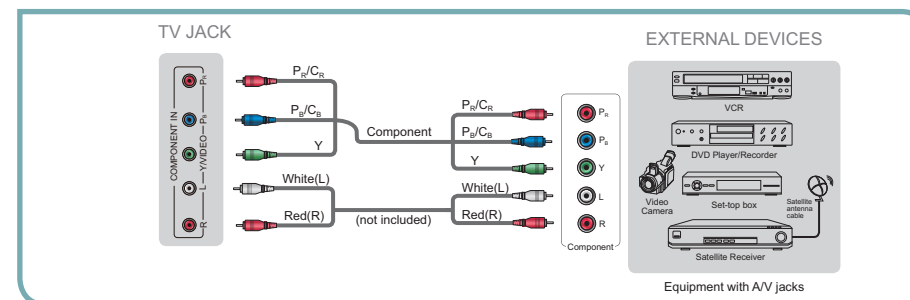 TV JACK
EXTERNAL DEVICES
COMPONENT IN
PR
PB
Y/VIDEO
L
R
PR/CR
PB/CB
Y
White(L)
Red(R)
Component
(not included)
PR/CR
PB/CB
Y
White(L)
Red(R)
PR
PB
Y
L
R
Component
VCR
DVD Player/Recorder
Video
Camera
Set-top box
Satellite
antenna
cable
Satellite Receiver
Equipment with A/V jacks